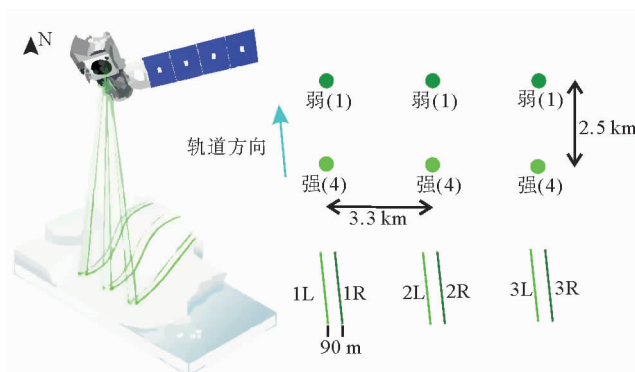 N
弱(1) 弱(1) 弱(1)
2.5 km
轨道方向
强(4) 强(4) 强(4)
3.3 km
1L 1R 2L 2R 3L 3R
90 m